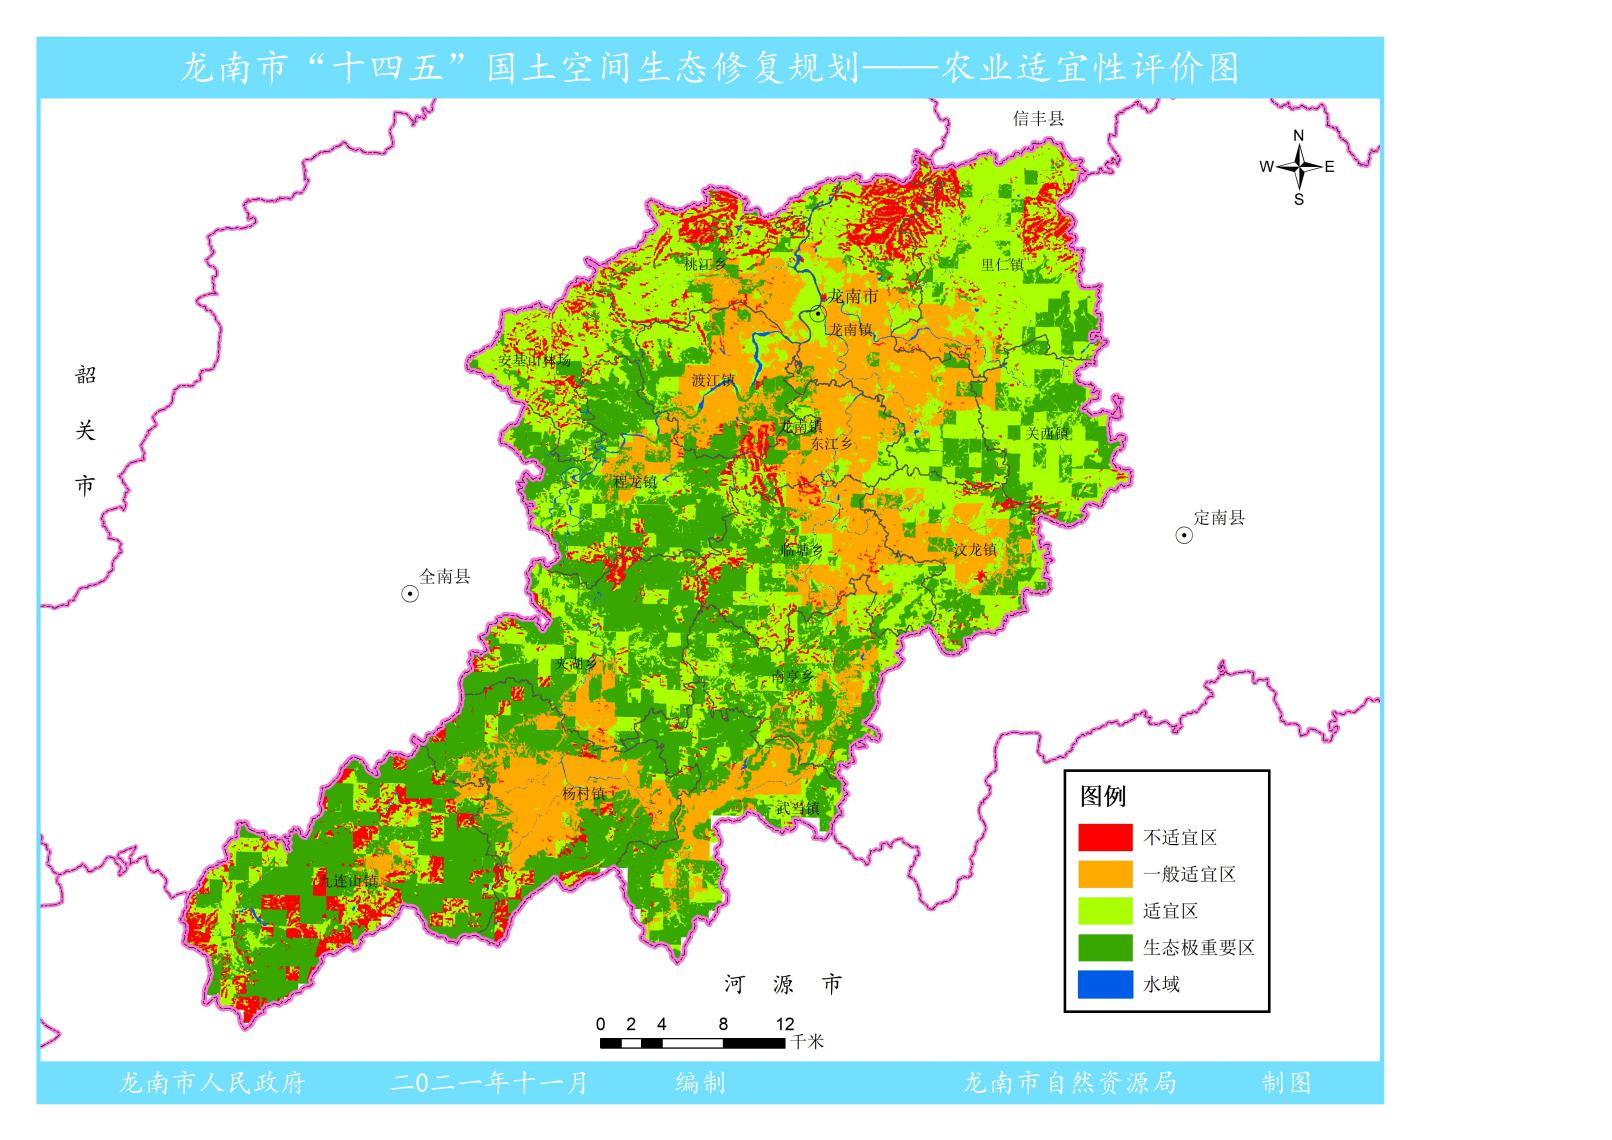 龙南市“十四五”国土空间生态修复规划——农业适宜性评价图
信丰县
N
W E
S
桃江乡
里仁镇
龙南市
龙南镇
安基山林场
渡江镇
韶
关
市
龙南镇
东江乡
关西镇
程龙镇
定南县
临塘乡
汶龙镇
全南县
夹湖乡
南亨乡
杨村镇
武当镇
九连山镇
图例
不适宜区
一般适宜区
适宜区
生态极重要区
水域
河 源 市
0 2 4 8 12
千米
龙南市人民政府 二〇二一年十一月 编制 龙南市自然资源局 制图